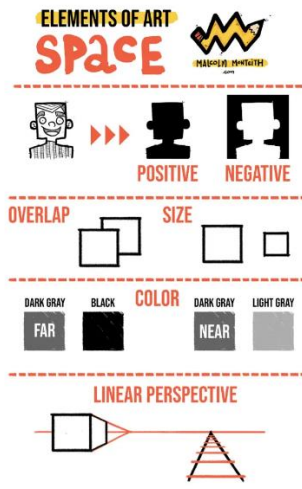 ELEMENTS OF ART
SPACE
MALCOLM MONTEITH
.com
POSITIVE NEGATIVE
OVERLAP SIZE
COLOR
DARK GRAY BLACK DARK GRAY LIGHT GRAY
FAR NEAR
LINEAR PERSPECTIVE